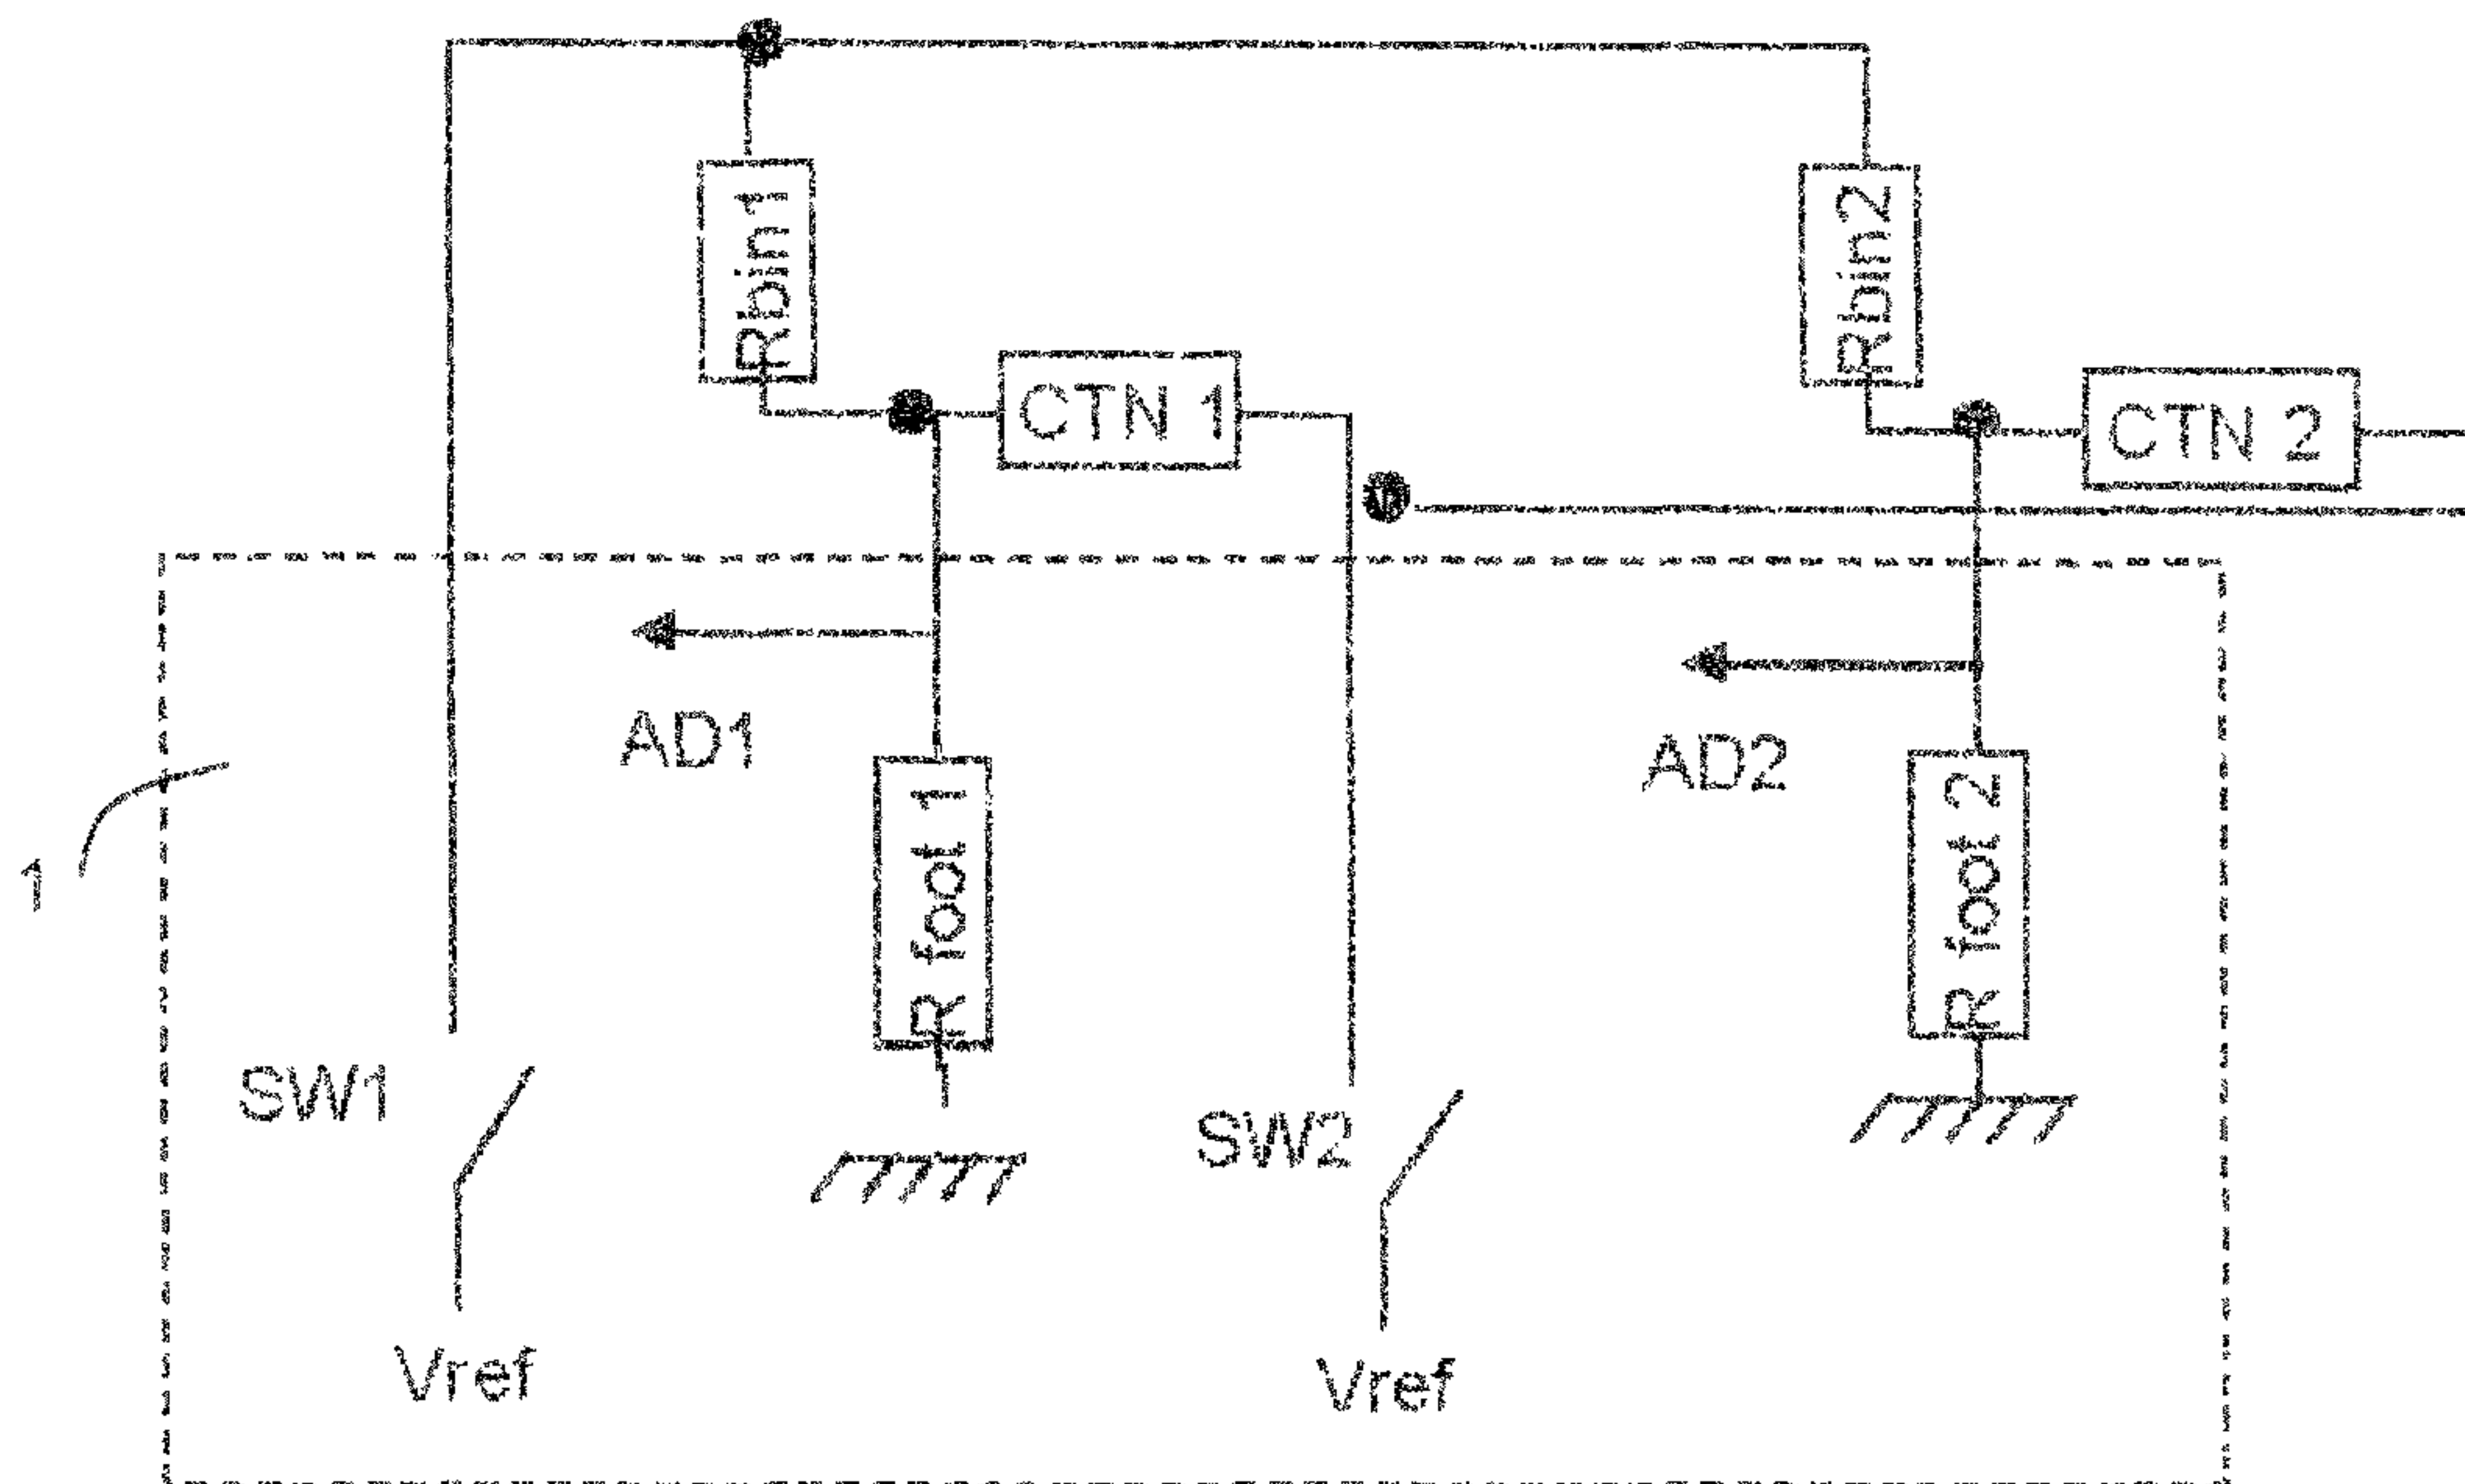 Rbin1
Rbin2
CTN 1
CTN 2
AD1
AD2
1
R foot 1
R foot 2
SW1
SW2
Vref
Vref